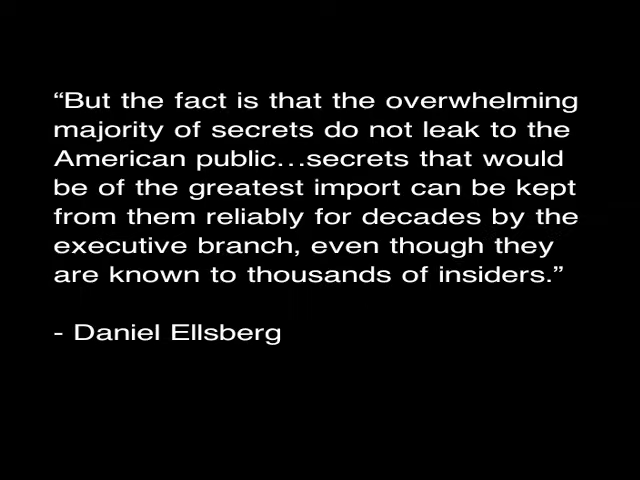 “But the fact is that the overwhelming
majority of secrets do not leak to the
American public…secrets that would
be of the greatest import can be kept
from them reliably for decades by the
executive branch, even though they
are known to thousands of insiders.”
- Daniel Ellsberg